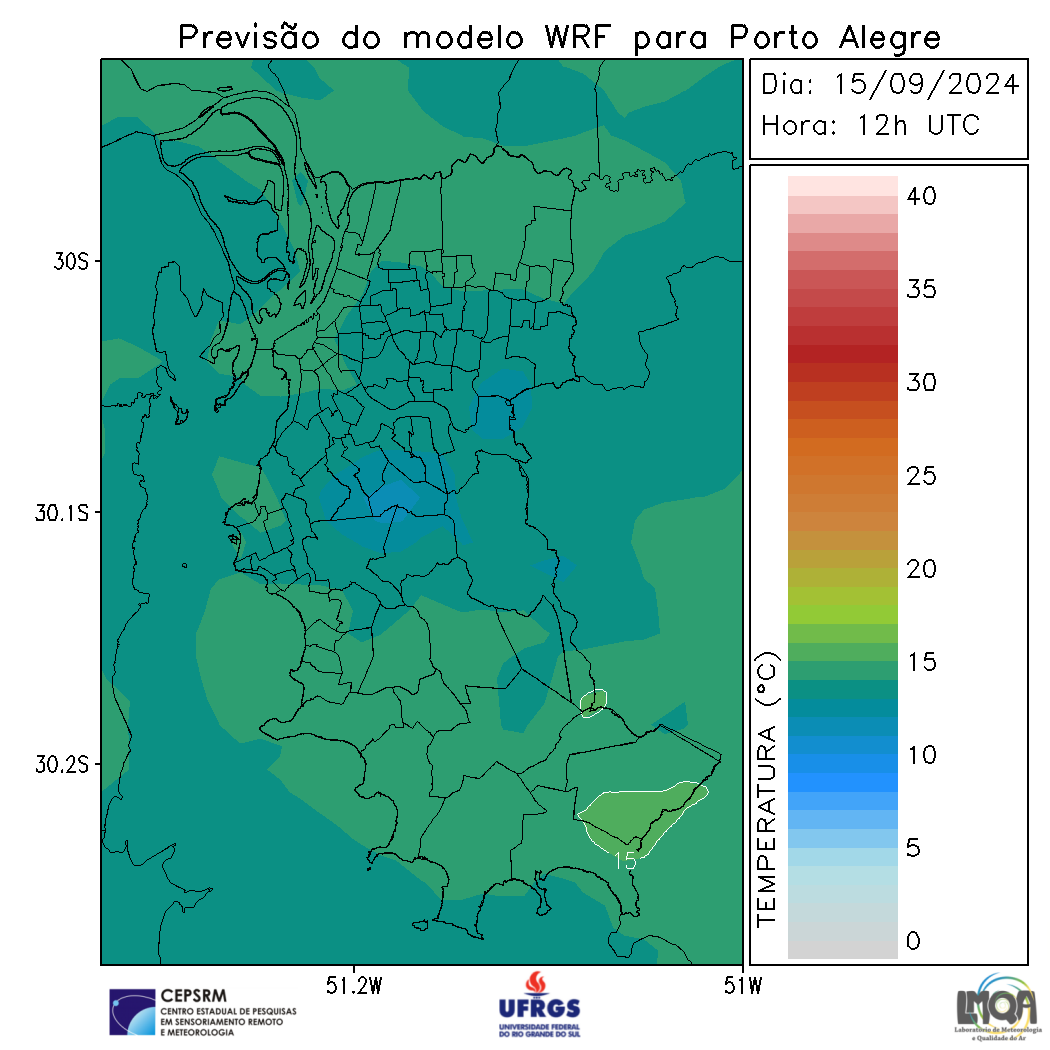 Previsão do modelo WRF para Porto Alegre
Dia: 15/09/2024
Hora: 12h UTC
40
35
30
25
20
15
10
5
0
TEMPERATURA (°C)
30S
30.1S
30.2S
15
51.2W
51W
CEPSRM
CENTRO ESTADUAL DE PESQUISAS
EM SENSORIAMENTO REMOTO
E METEOROLOGIA
UFRGS
UNIVERSIDADE FEDERAL
DO RIO GRANDE DO SUL
LMQA
Laboratório de Meteorologia
e Qualidade do Ar